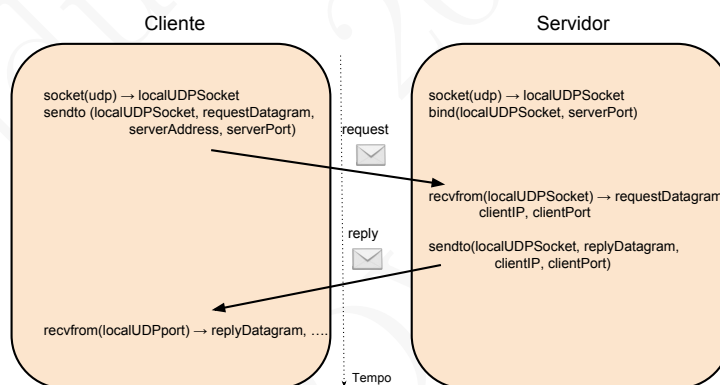 Cliente
Servidor
socket(udp) → localUDPSocket
sendto (localUDPSocket, requestDatagram,
serverAddress, serverPort)
request
socket(udp) → localUDPSocket
bind(localUDPSocket, serverPort)
recvfrom(localUDPSocket) → requestDatagram
clientIP, clientPort
reply
sendto(localUDPSocket, replyDatagram,
clientIP, clientPort)
recvfrom(localUDPport) → replyDatagram, ....
Tempo